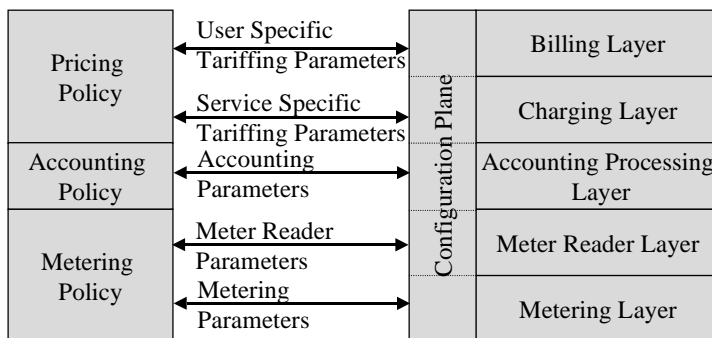 Pricing
Policy
Accounting
Policy
Metering
Policy
User Specific
Tariffing Parameters
Service Specific
Tariffing Parameters
Accounting
Parameters
Meter Reader
Parameters
Metering
Parameters
Configuration Plane
Billing Layer
Charging Layer
Accounting Processing
Layer
Meter Reader Layer
Metering Layer